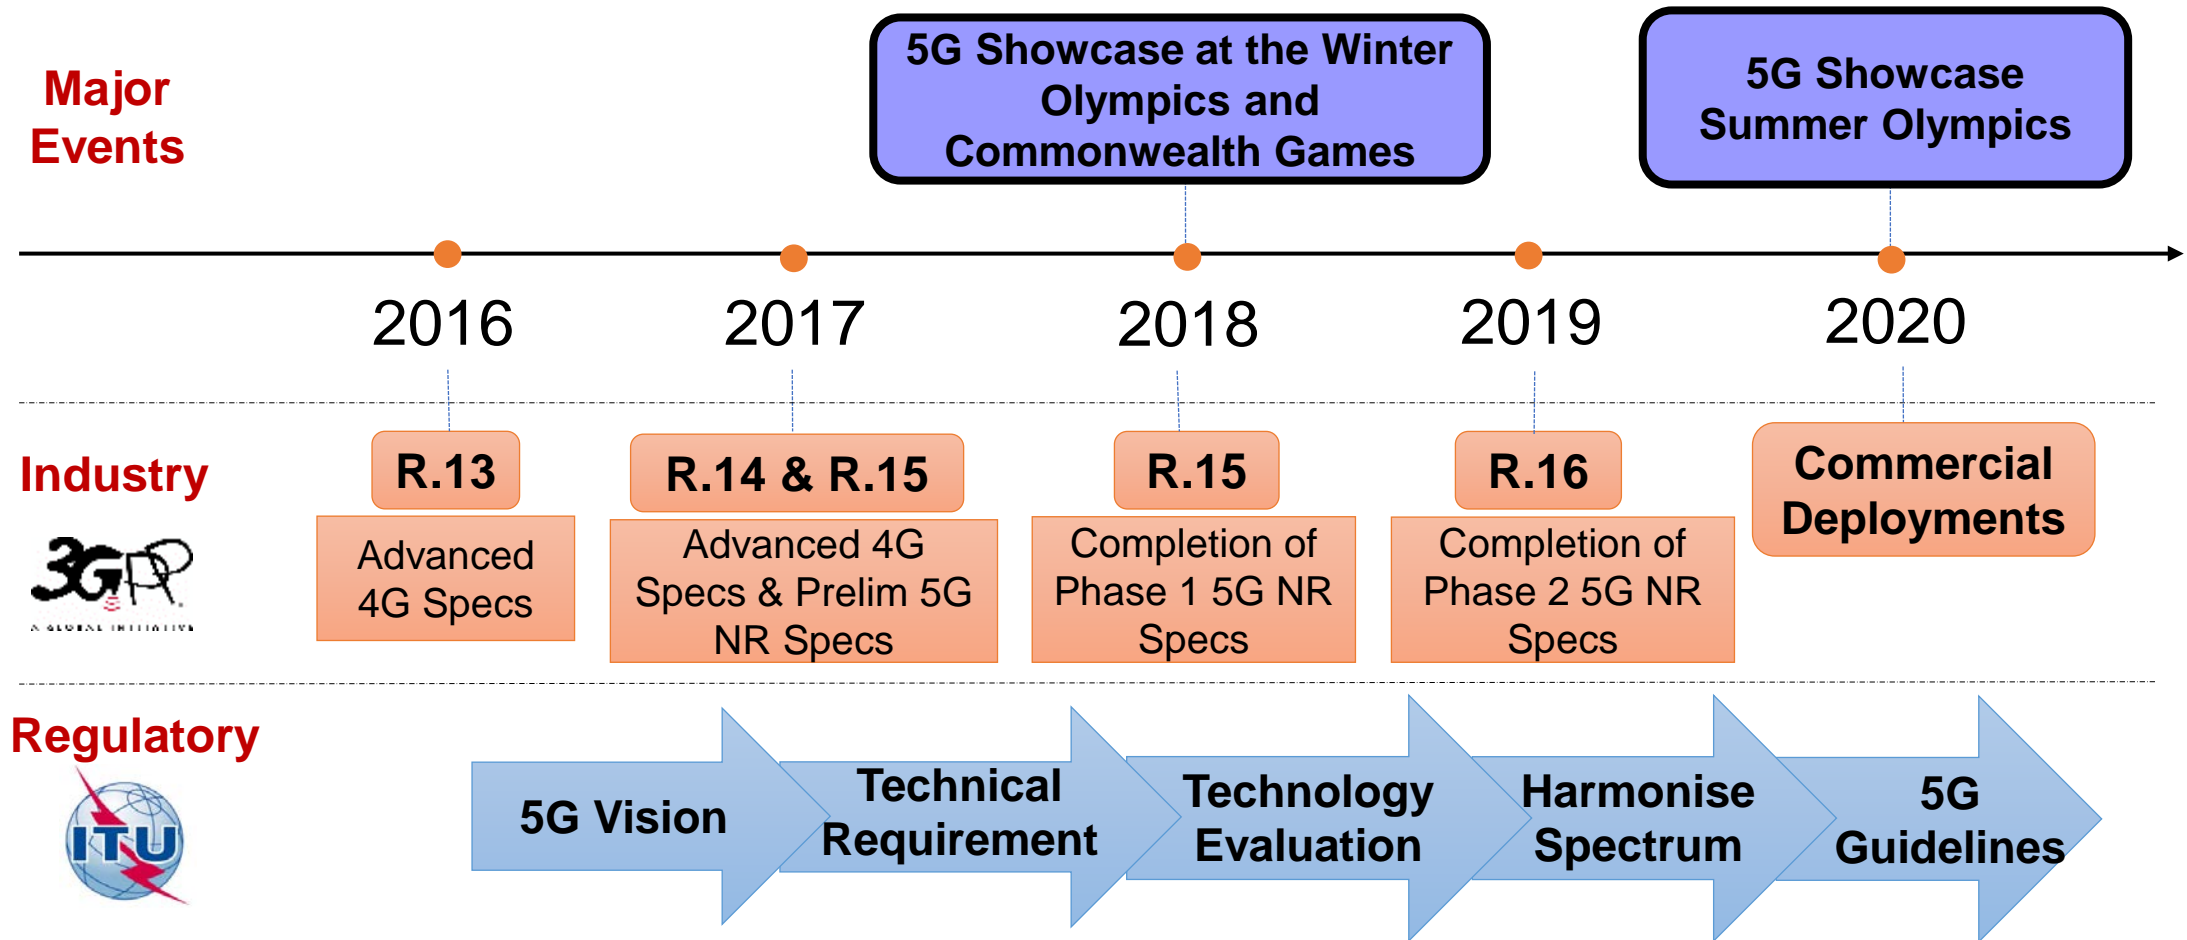 Major
Events
5G Showcase at the Winter
Olympics and
Commonwealth Games
5G Showcase
Summer Olympics
2016
2017
2018
2019
2020
Industry
3GPP
A GLOBAL INITIATIVE
R.13
Advanced
4G Specs
R.14 & R.15
Advanced 4G
Specs & Prelim 5G
NR Specs
R.15
Completion of
Phase 1 5G NR
Specs
R.16
Completion of
Phase 2 5G NR
Specs
Commercial
Deployments
Regulatory
ITU
5G Vision
Technical
Requirement
Technology
Evaluation
Harmonise
Spectrum
5G
Guidelines